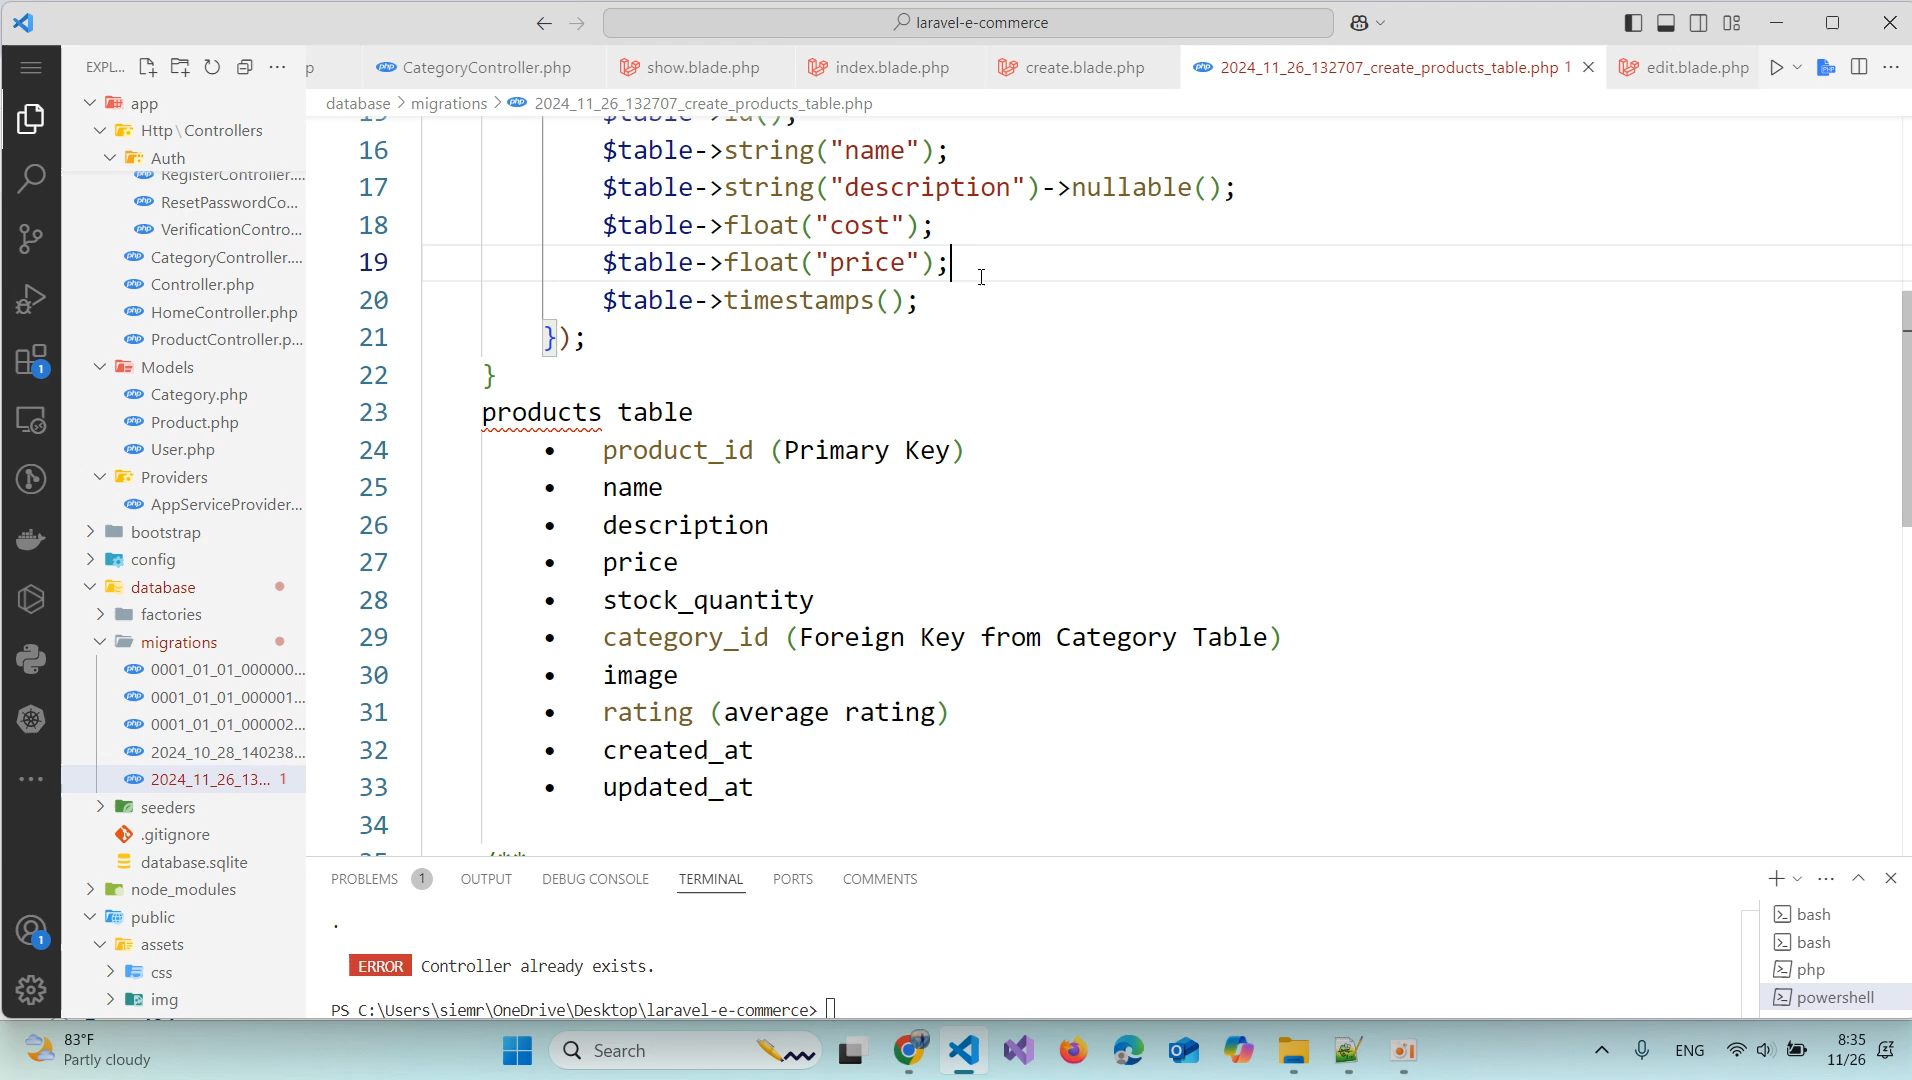 laravel-e-commerce
EXPL...
p
CategoryController.php
show.blade.php
index.blade.php
create.blade.php
2024_11_26_132707_create_products_table.php 1
edit.blade.php
database > migrations > 2024_11_26_132707_create_products_table.php
app
Http\Controllers
Auth
RegisterController....
ResetPasswordCo...
VerificationContro...
CategoryController....
Controller.php
HomeController.php
ProductController.p...
Models
Category.php
Product.php
User.php
Providers
AppServiceProvider...
bootstrap
config
database
factories
migrations
0001_01_01_000000...
0001_01_01_000001...
0001_01_01_000002...
2024_10_28_140238...
2024_11_26_13... 1
seeders
.gitignore
database.sqlite
node_modules
public
assets
css
img
1
1
15 $table->id();
16 $table->string("name");
17 $table->string("description")->nullable();
18 $table->float("cost");
19 $table->float("price");
20 $table->timestamps();
21 });
22 }
23 products table
24 • product_id (Primary Key)
25 • name
26 • description
27 • price
28 • stock_quantity
29 • category_id (Foreign Key from Category Table)
30 • image
31 • rating (average rating)
32 • created_at
33 • updated_at
34
35 /**
PROBLEMS 1 OUTPUT DEBUG CONSOLE TERMINAL PORTS COMMENTS
.
ERROR Controller already exists.
PS C:\Users\siemr\OneDrive\Desktop\laravel-e-commerce>
bash
bash
php
powershell
83°F
Partly cloudy
Search
ENG
8:35
11/26